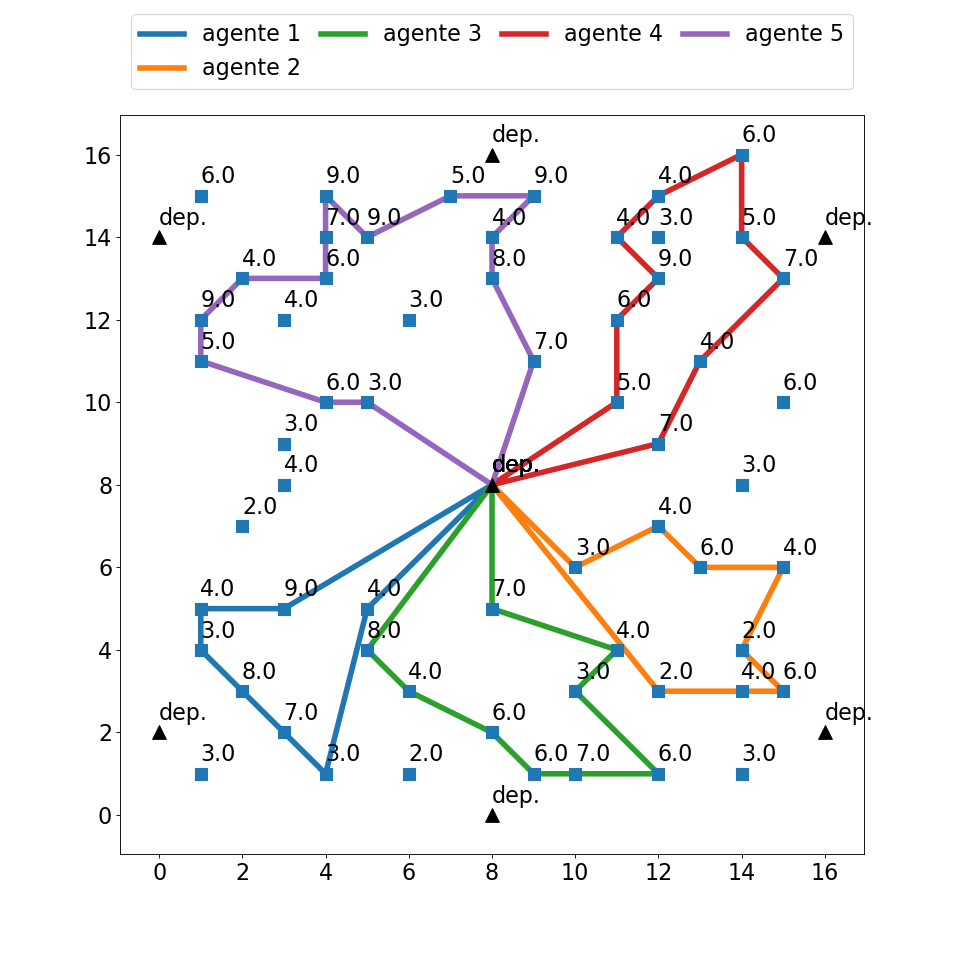 agente 1 agente 3 agente 4 agente 5
agente 2
dep.
6.0
6.0 9.0 5.0 9.0 4.0
dep. 7.0 9.0 4.0 4.0 3.0 5.0 dep.
16
14
4.0 6.0 8.0 9.0 7.0
9.0 4.0 3.0 6.0
12
5.0 7.0 4.0
6.0 3.0 5.0 6.0
10
3.0 7.0
4.0 dep. 3.0
8
2.0 4.0
3.0 6.0 4.0
6
4.0 9.0 4.0 7.0
3.0 8.0 4.0 2.0
4
8.0 4.0 3.0 2.0 4.0 6.0
dep. 7.0 6.0 dep.
2
3.0 3.0 2.0 6.0 7.0 6.0 3.0
dep.
0
0 2 4 6 8 10 12 14 16